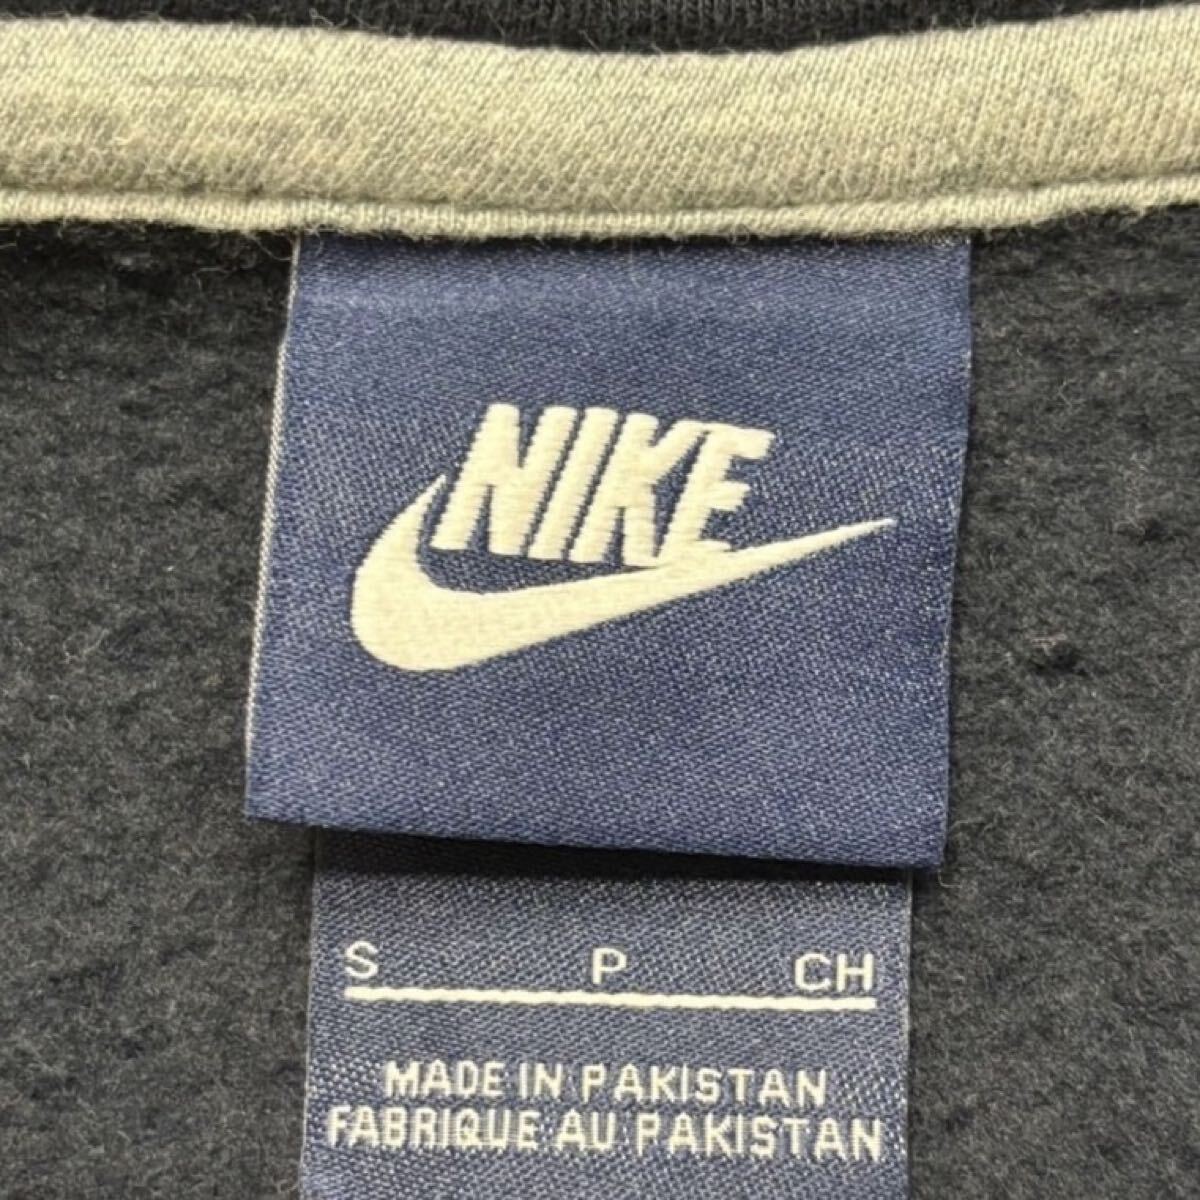 NIKE
S P CH
MADE IN PAKISTAN
FABRIQUE AU PAKISTAN